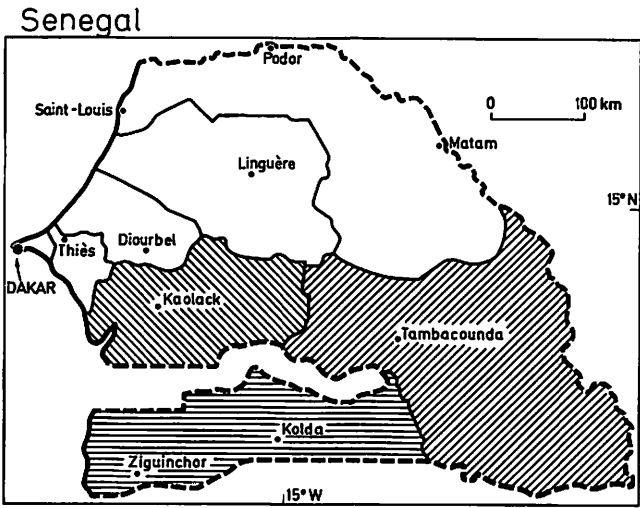 Senegal
Podor
Saint-Louis
0 100 km
Matam
Linguère
15°N
Thiès
Diourbel
DAKAR
Kaolack
Tambacounda
Kolda
Ziguinchor
15°W